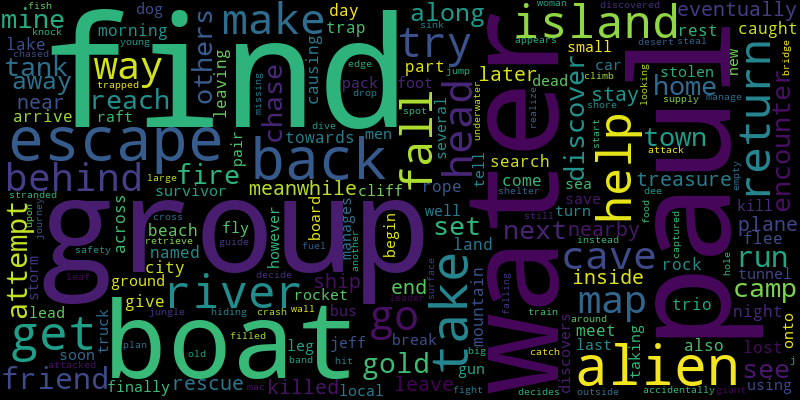 find
group
boat
water
paul
escape
back
island
alien
river
get
behind
make
try
fall
head
way
fire
take
go
help
cave
map
return
run
see
treasure
town
home
discover
encounter
eventually
along
mine
tank
away
near
arrive
reach
others
chase
friend
attempt
gold
set
next
nearby
camp
plane
kill
flee
rescue
killed
leave
meanwhile
survivor
cliff
rope
towards
men
several
part
foot
pack
trap
day
morning
dog
fish
knock
lake
young
chased
trapped
raft
leaving
causing
missing
edge
drop
dive
spot
sink
jump
later
dead
small
car
stay
stolen
rest
new
caught
bridge
desert
steal
discovered
woman
appears
climb
shore
looking
supply
manage
realize
underwater
search
come
shelter
tell
sea
save
turn
start
attack
food
dee
empty
well
land
still
instead
captured
hole
rock
tunnel
trio
night
lost
onto
also
using
giant
accidentally
meet
last
inside
around
taking
outside
decides
discovers
catch
train
falling
mountain
surface
big
gun
fight
break
leader
end
jeff
hit
local
bus
ship
rocket
wall
crash
fuel
filled
board
begin
manages
another
however
fly
guide
beach
named
city
ground
give
across
pair
large
cross
retrieve
decide
hiding
jungle
leg
band
mac
old
plan
finally
truck
soon
attacked
lead
storm
leaf
safety
journey
stranded
j